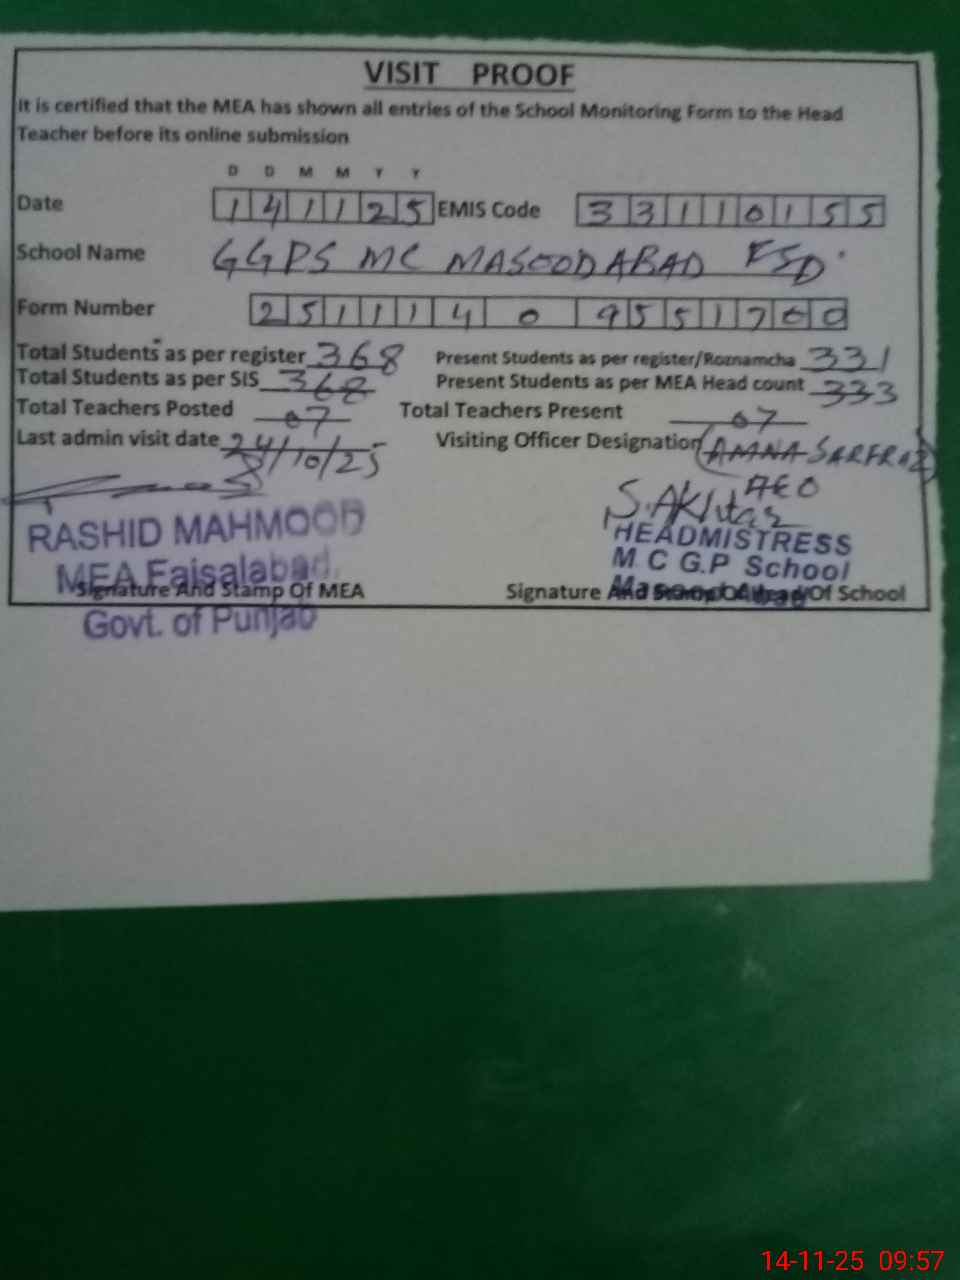 VISIT PROOF
It is certified that the MEA has shown all entries of the School Monitoring Form to the Head
Teacher before its online submission
D D M M Y Y
Date 141125 EMIS Code 33110155
School Name GGPS MC MASOODABAD FSD
Form Number 25111409551700
Total Students as per register 368 Present Students as per register/Roznamcha 331
Total Students as per SIS 368 Present Students as per MEA Head count 333
Total Teachers Posted 07 Total Teachers Present 07
Last admin visit date 24/10/25 Visiting Officer Designation (AMNA SARFRAZ)
AEO
S. Akhtar
RASHID MAHMOOD
MEA Faisalabad.
Govt. of Punjab
HEADMISTRESS
M C G.P School
Signature And Stamp Of MEA Signature And Stamp Of Head Of School
14-11-25 09:57